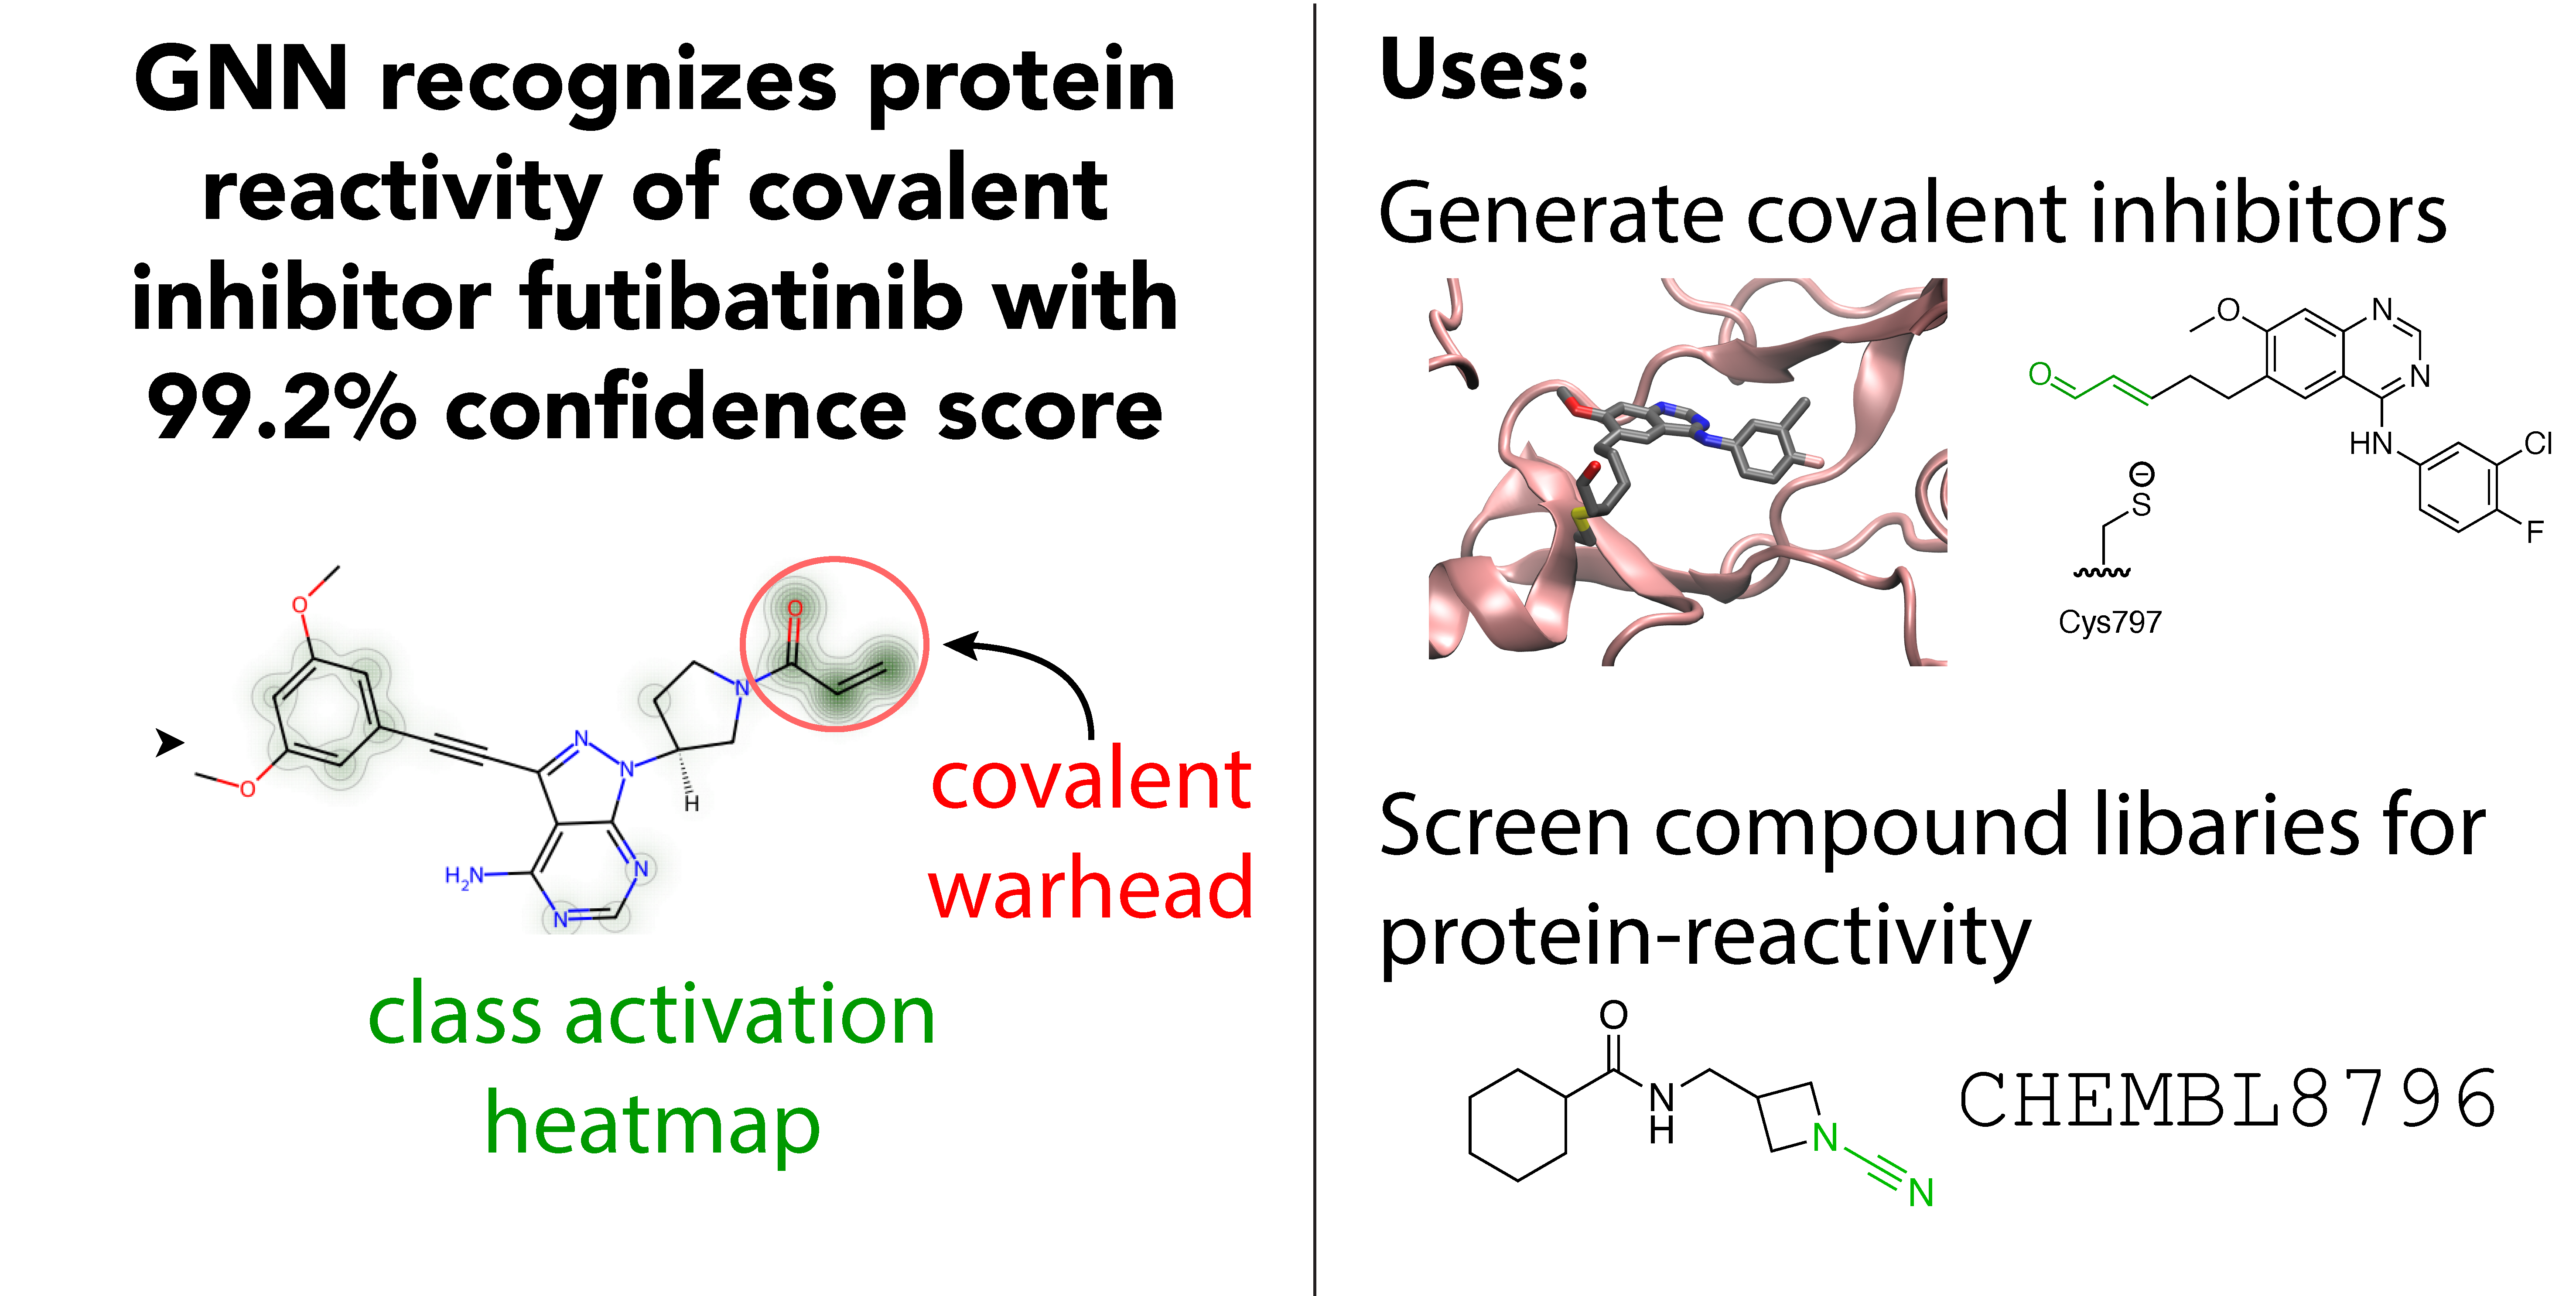 GNN recognizes protein
reactivity of covalent
inhibitor futibatinib with
99.2% confidence score
O
O
O
N
N
N
H
H₂N
N
N
covalent
warhead
class activation
heatmap
Uses:
Generate covalent inhibitors
O
N
O
N
HN
Cl
F
⊖
S
Cys797
Screen compound libaries for
protein-reactivity
O
N
H
N
N
CHEMBL8796